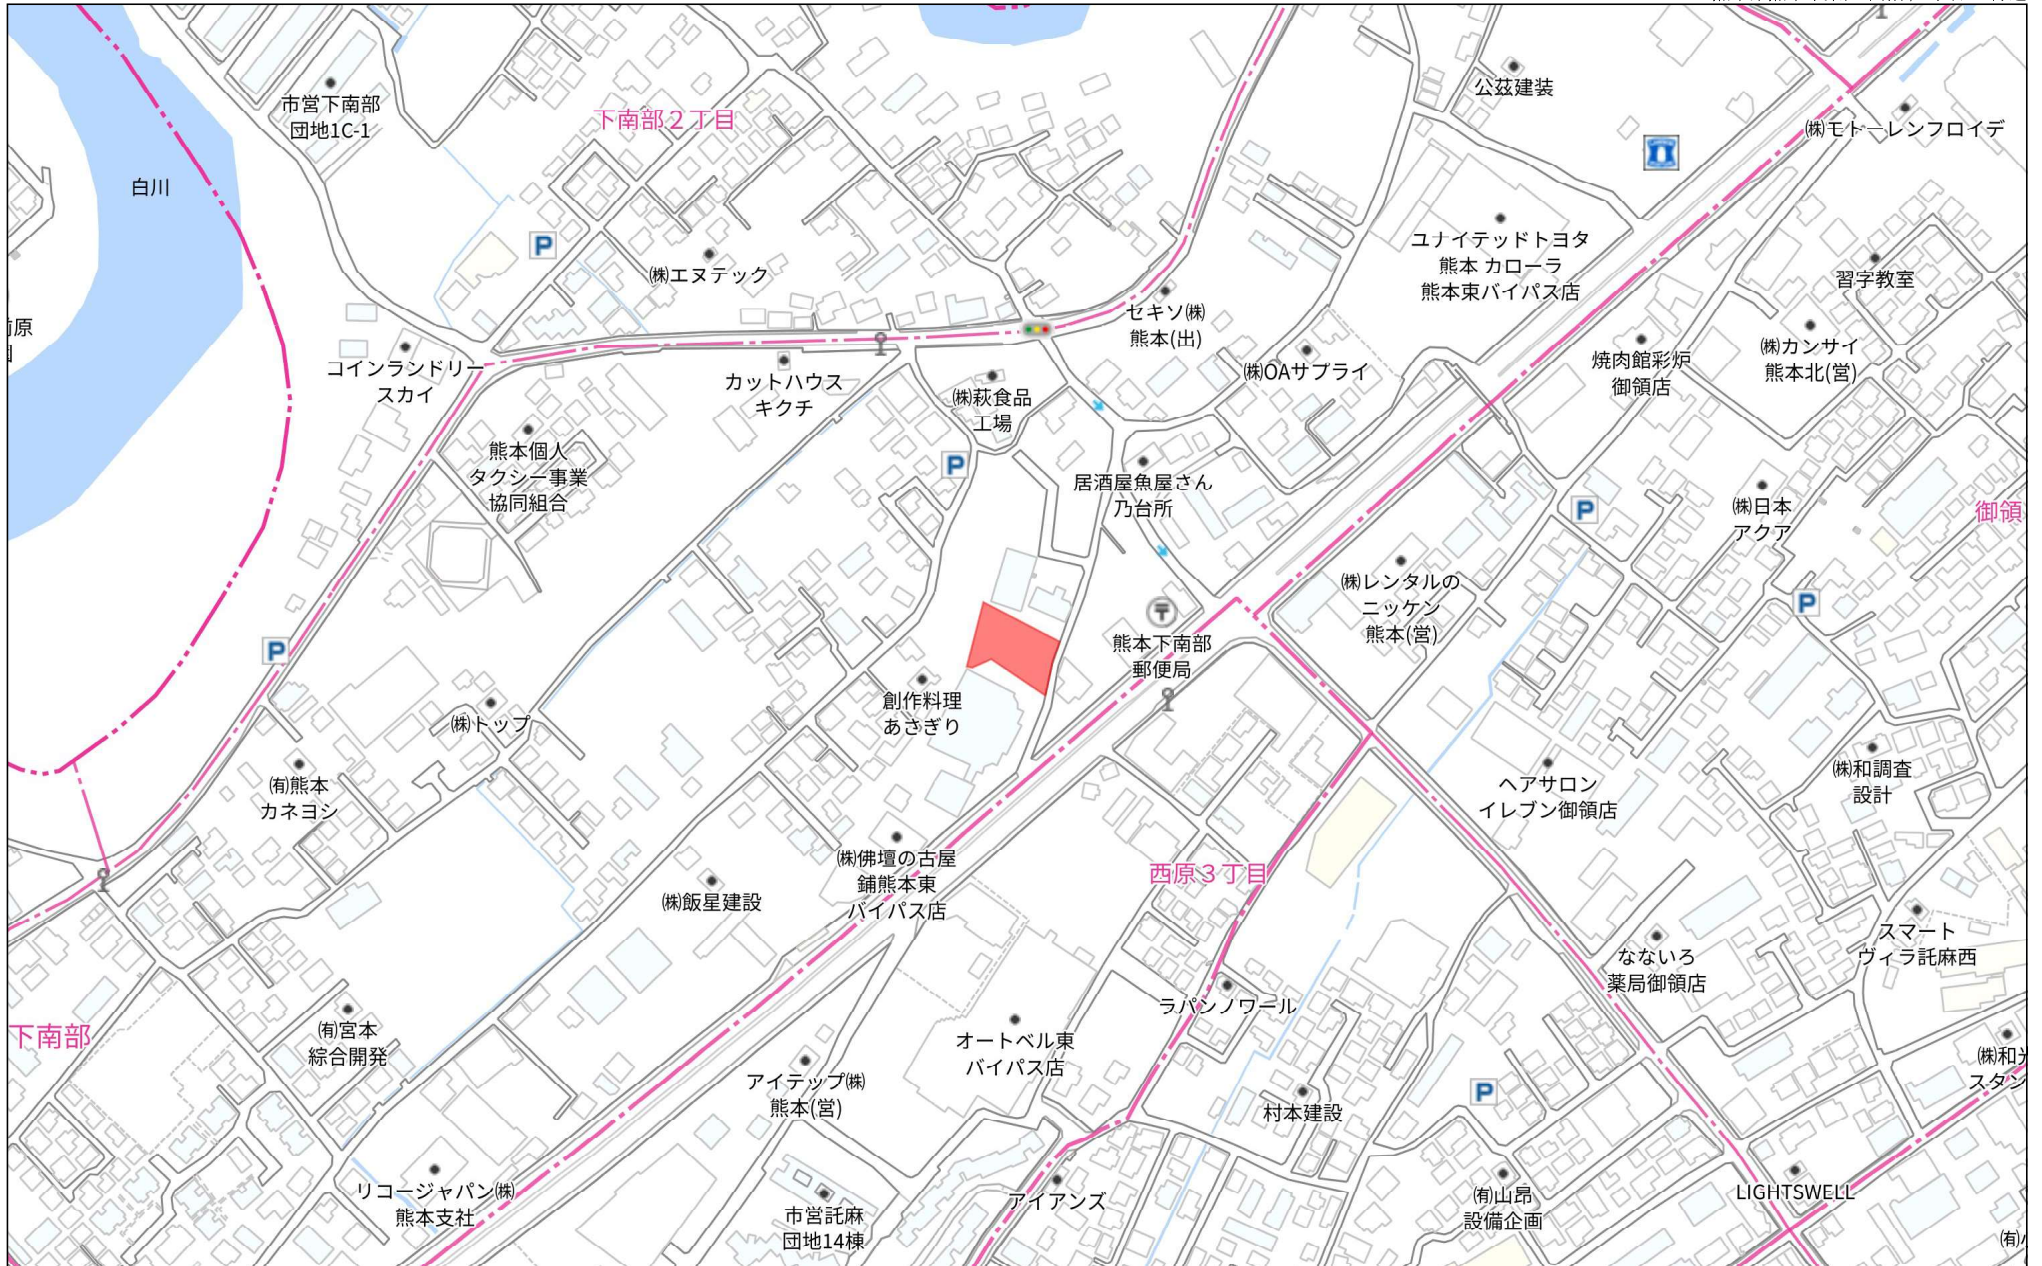 公茲建装
市営下南部
団地1C-1
下南部2丁目
㈱モトーレンフロイデ
白川
P
ユナイテッドトヨタ
熊本 カローラ
熊本東バイパス店
㈱エヌテック
習字教室
セキソ㈱
熊本(出)
コインランドリー
スカイ
カットハウス
キクチ
㈱OAサプライ
焼肉館彩炉
御領店
㈱カンサイ
熊本北(営)
㈱萩食品
工場
熊本個人
タクシー事業
協同組合
P
居酒屋魚屋さん
乃台所
P
㈱日本
アクア
御領
㈱レンタルの
ニッケン
熊本(営)
P
P
〒
熊本下南部
郵便局
創作料理
あさぎり
㈱トップ
㈲熊本
カネヨシ
ヘアサロン
イレブン御領店
㈱和調査
設計
㈱佛壇の古屋
鋪熊本東
バイパス店
西原3丁目
㈱飯星建設
スマート
ヴィラ託麻西
なないろ
薬局御領店
ラパンノワール
下南部
㈲宮本
綜合開発
オートベル東
バイパス店
アイテップ㈱
熊本(営)
㈱和光
スタン
P
村本建設
リコージャパン㈱
熊本支社
アイアンズ
市営託麻
団地14棟
㈲山昂
設備企画
LIGHTSWELL